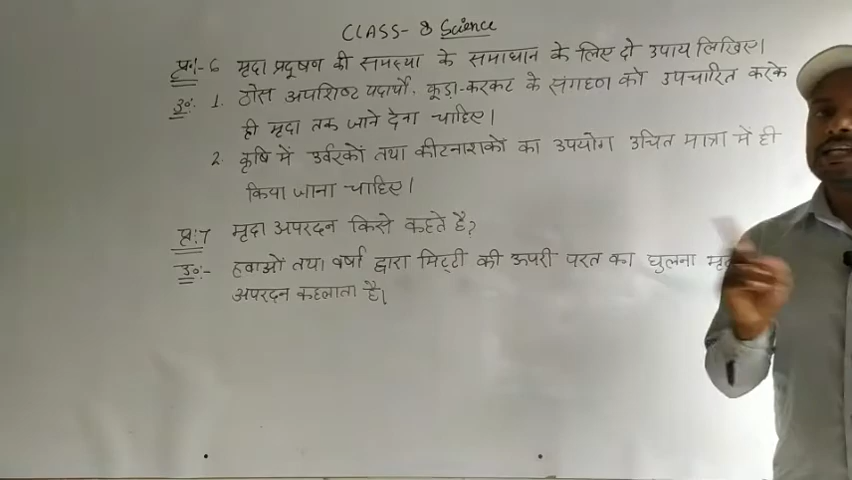 CLASS- 8 Science
प्र०:-6 मृदा प्रदूषण की समस्या के समाधान के लिए दो उपाय लिखिए।
उ०: 1. ठोस अपशिष्ट पदार्थों, कूड़ा-करकट के संग्रहण को उपचारित करके
ही मृदा तक जाने देना चाहिए।
2. कृषि में उर्वरकों तथा कीटनाशकों का उपयोग उचित मात्रा में ही
किया जाना चाहिए।
प्र०:7 मृदा अपरदन किसे कहते है?
उ०:- हवाओं तथा वर्षा द्वारा मिट्टी की ऊपरी परत का धुलना
अपरदन कहलाता है।